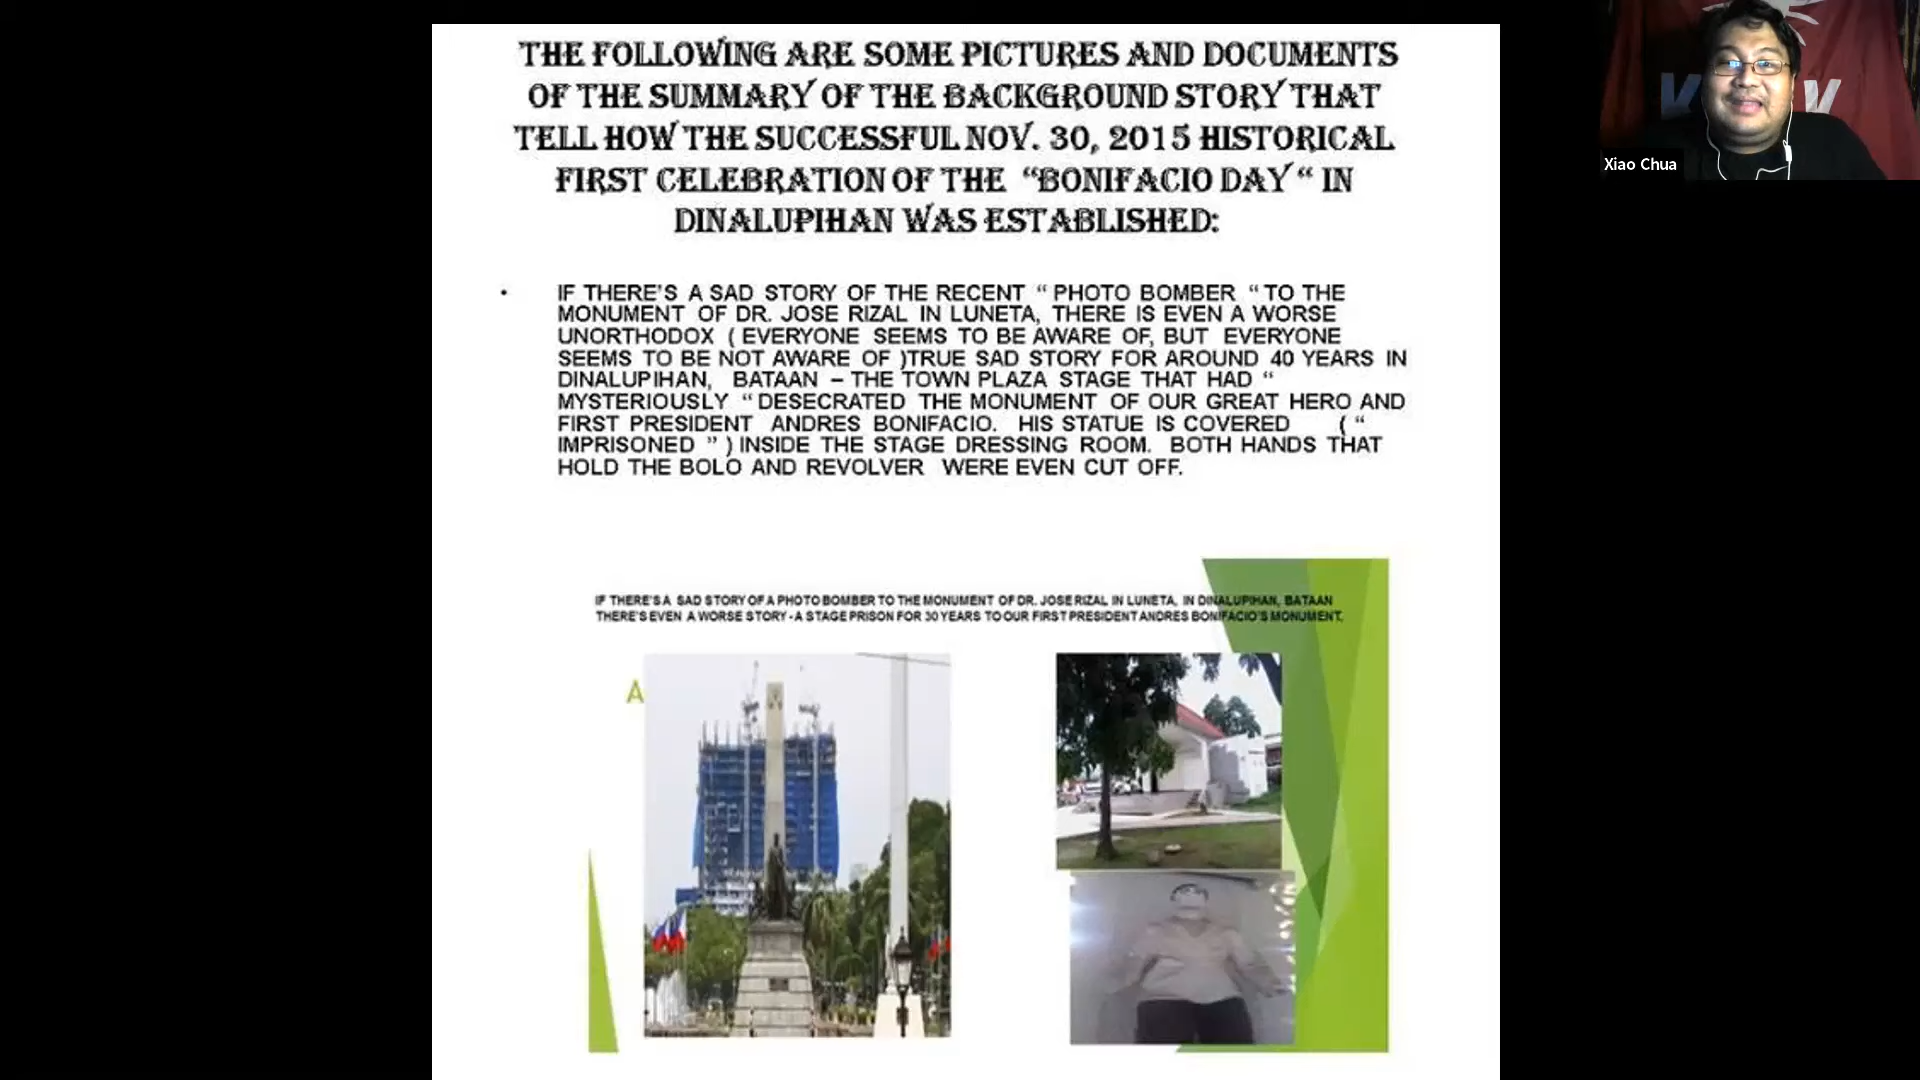 THE FOLLOWING ARE SOME PICTURES AND DOCUMENTS
OF THE SUMMARY OF THE BACKGROUND STORY THAT
TELL HOW THE SUCCESSFUL NOV. 30, 2015 HISTORICAL
FIRST CELEBRATION OF THE “BONIFACIO DAY “ IN
DINALUPIHAN WAS ESTABLISHED:
Xiao Chua
• IF THERE'S A SAD STORY OF THE RECENT “ PHOTO BOMBER “ TO THE
MONUMENT OF DR. JOSE RIZAL IN LUNETA, THERE IS EVEN A WORSE
UNORTHODOX ( EVERYONE SEEMS TO BE AWARE OF, BUT EVERYONE
SEEMS TO BE NOT AWARE OF )TRUE SAD STORY FOR AROUND 40 YEARS IN
DINALUPIHAN, BATAAN – THE TOWN PLAZA STAGE THAT HAD “
MYSTERIOUSLY “ DESECRATED THE MONUMENT OF OUR GREAT HERO AND
FIRST PRESIDENT ANDRES BONIFACIO. HIS STATUE IS COVERED ( “
IMPRISONED ” ) INSIDE THE STAGE DRESSING ROOM. BOTH HANDS THAT
HOLD THE BOLO AND REVOLVER WERE EVEN CUT OFF.
IF THERE'S A SAD STORY OF A PHOTO BOMBER TO THE MONUMENT OF DR. JOSE RIZAL IN LUNETA, IN DINALUPIHAN, BATAAN
THERE'S EVEN A WORSE STORY - A STAGE PRISON FOR 30 YEARS TO OUR FIRST PRESIDENT ANDRES BONIFACIO'S MONUMENT.
A